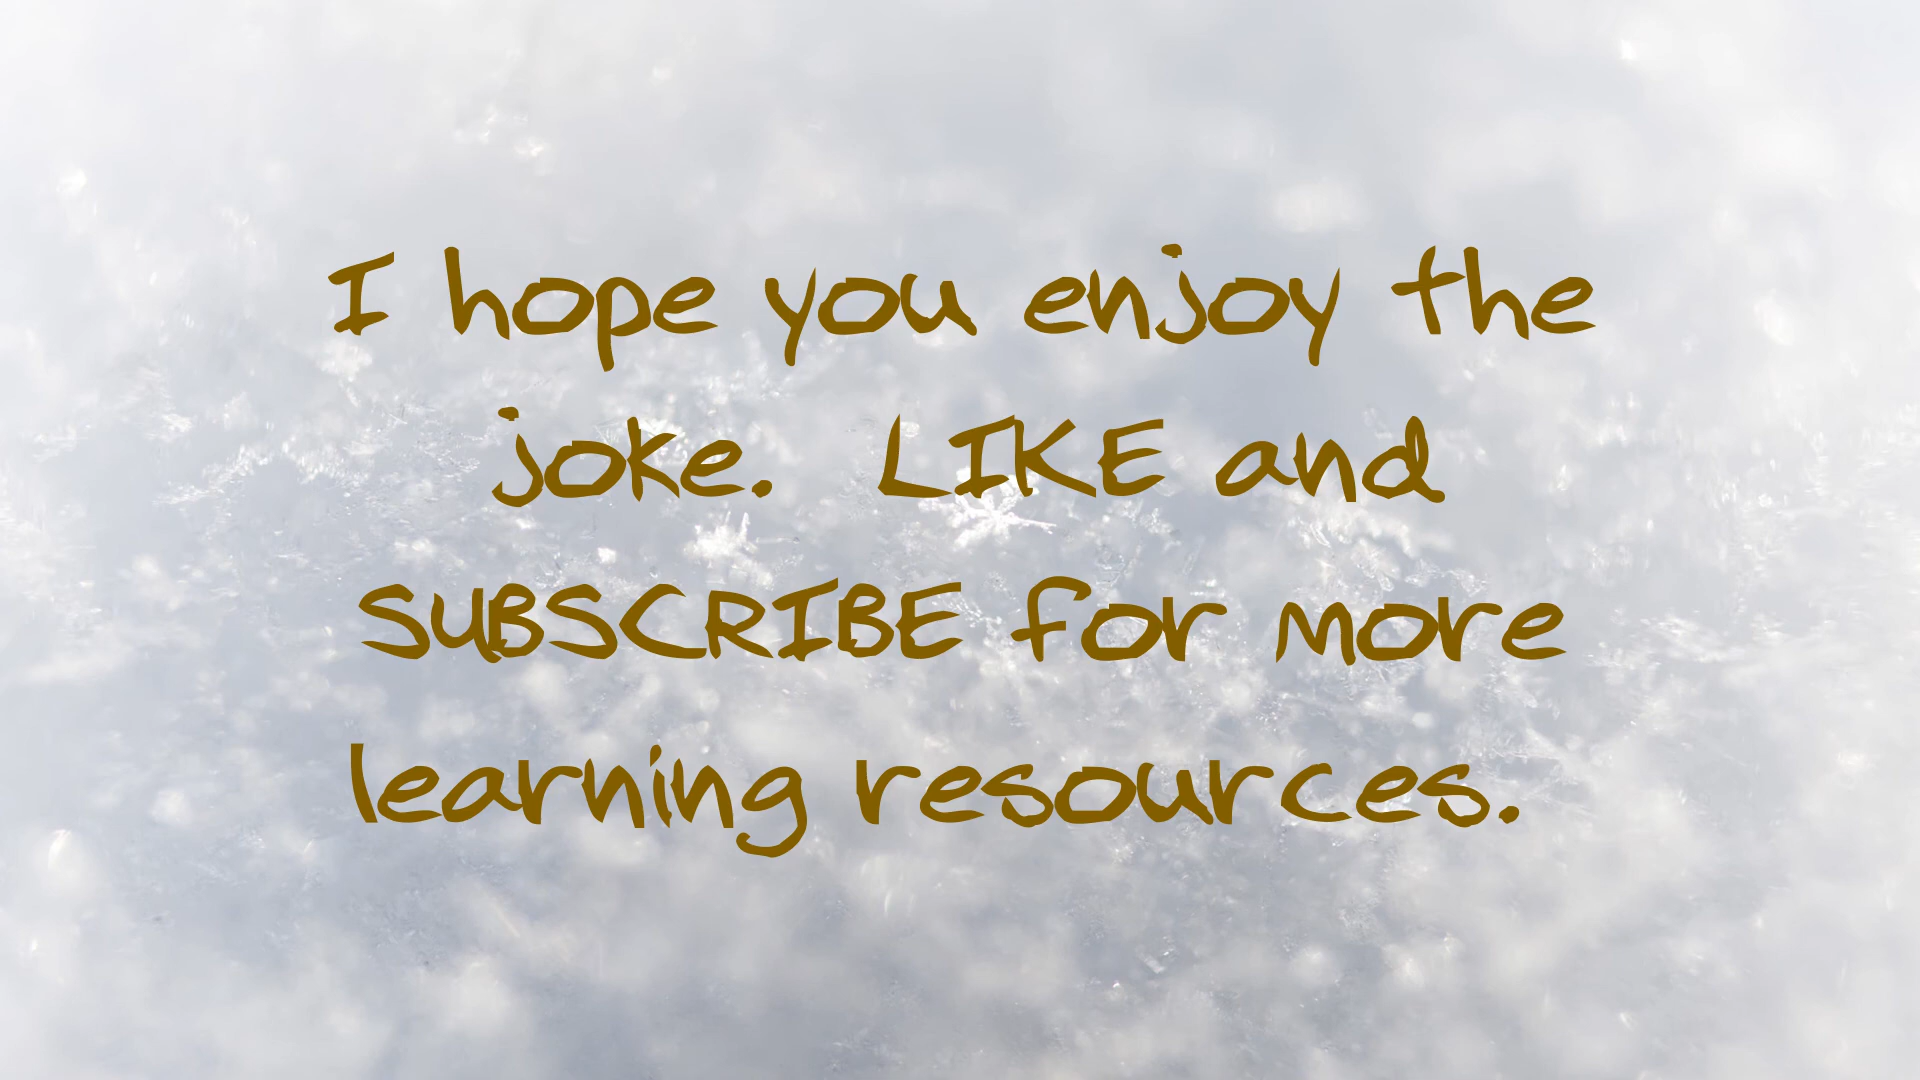 I hope you enjoy the
joke.  LIKE and
SUBSCRIBE for more
learning resources.